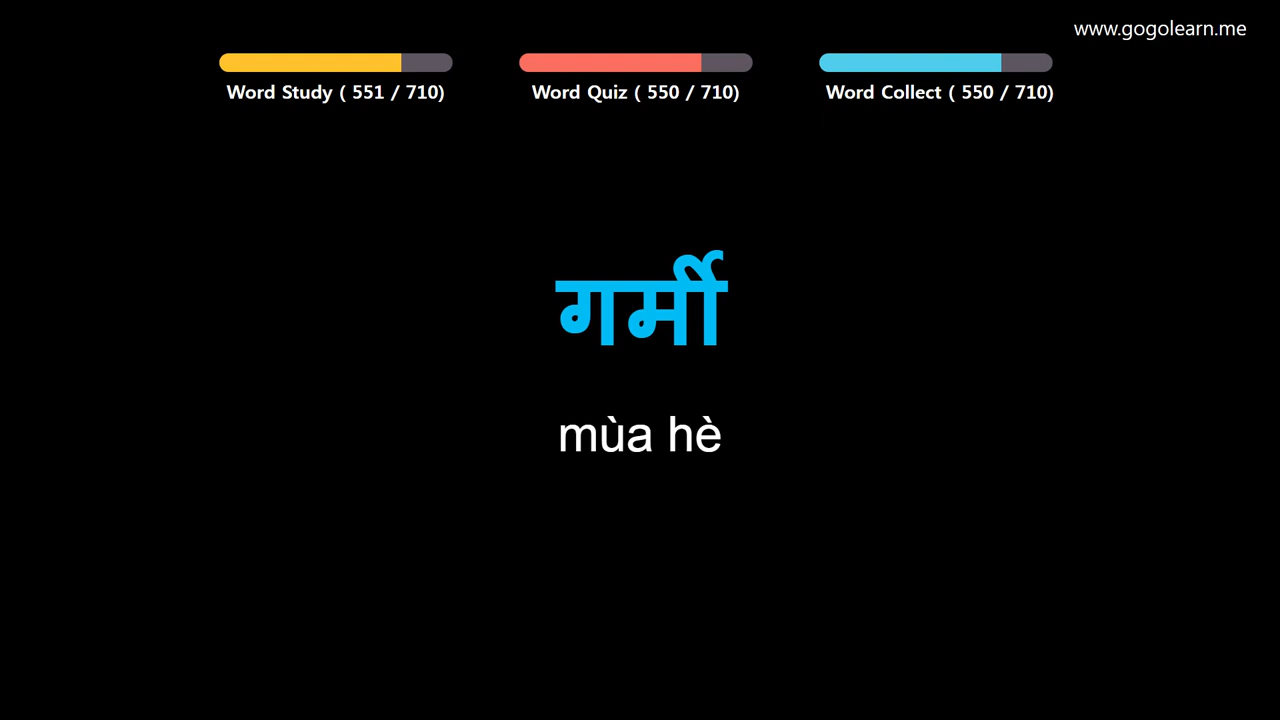 www.gogolearn.me
Word Study ( 551 / 710)
Word Quiz ( 550 / 710)
Word Collect ( 550 / 710)
गर्मी
mùa hè